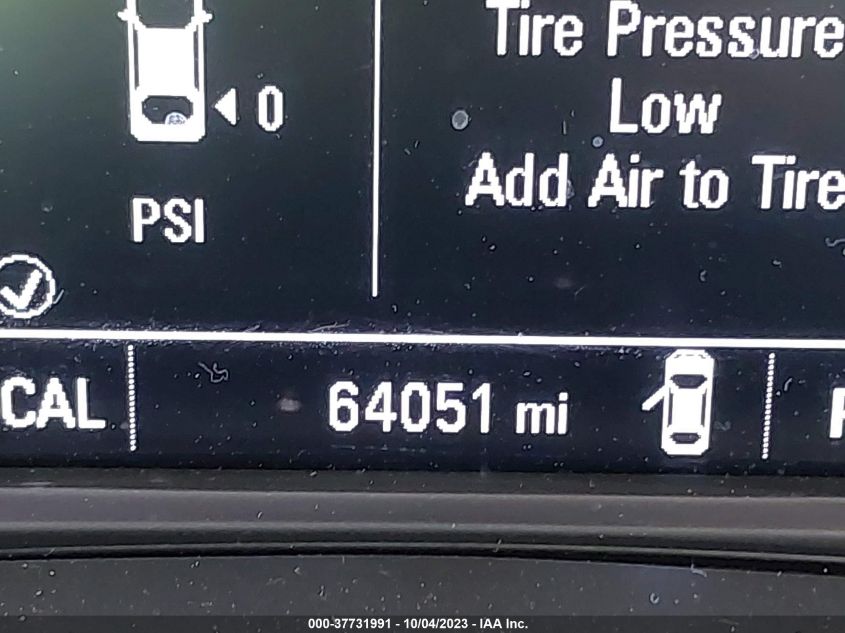 Tire Pressure
Low
Add Air to Tire
0
PSI
CAL
64051 mi
000-37731991 - 10/04/2023 - IAA Inc.